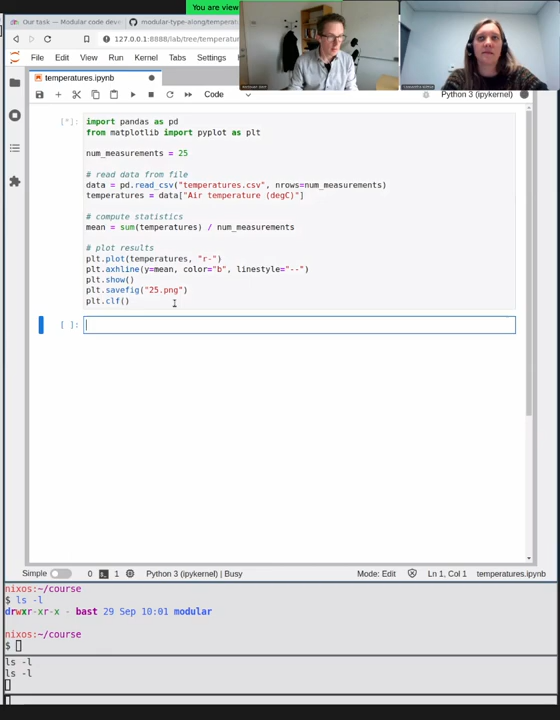 You are view
Our task — Modular code dev
modular-type-along/temperat
127.0.0.1:8888/lab/tree/temperatu
File Edit View Run Kernel Tabs Settings
temperatures.ipynb
Code
Python 3 (ipykernel)
[*]:
import pandas as pd
from matplotlib import pyplot as plt
num_measurements = 25
# read data from file
data = pd.read_csv("temperatures.csv", nrows=num_measurements)
temperatures = data["Air temperature (degC)"]
# compute statistics
mean = sum(temperatures) / num_measurements
# plot results
plt.plot(temperatures, "r-")
plt.axhline(y=mean, color="b", linestyle="--")
plt.show()
plt.savefig("25.png")
plt.clf()
[ ]:
Simple 0 1 Python 3 (ipykernel) | Busy Mode: Edit Ln 1, Col 1 temperatures.ipynb
nixos:~/course
$ ls -l
drwxr-xr-x - bast 29 Sep 10:01 modular
nixos:~/course
$
ls -l
ls -l